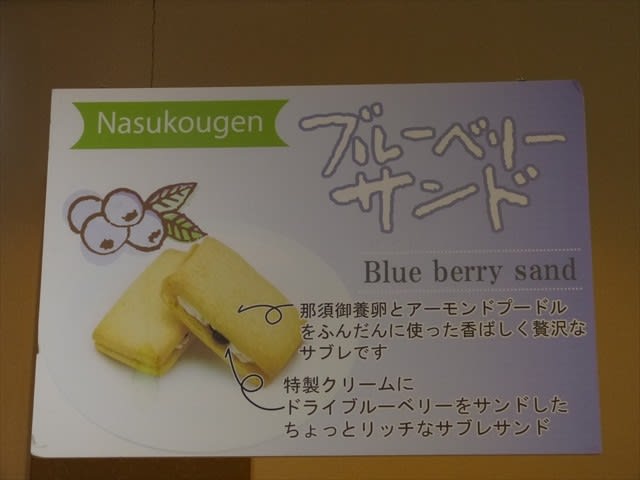 Nasukougen
ブルーベリー
サンド
Blue berry sand
那須御養卵とアーモンドプードル
をふんだんに使った香ばしく贅沢な
サブレです
特製クリームに
ドライブルーベリーをサンドした
ちょっとリッチなサブレサンド